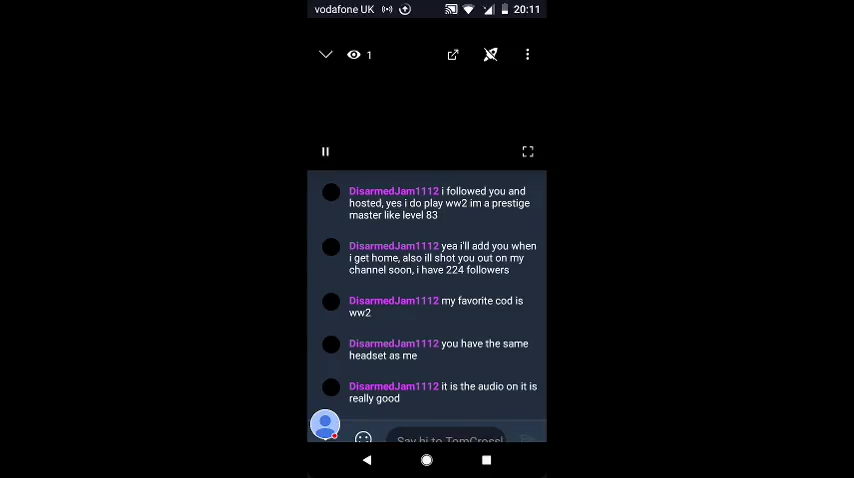 vodafone UK 20:11
1
DisarmedJam1112 i followed you and
hosted, yes i do play ww2 im a prestige
master like level 83
DisarmedJam1112 yea i'll add you when
i get home, also ill shot you out on my
channel soon, i have 224 followers
DisarmedJam1112 my favorite cod is
ww2
DisarmedJam1112 you have the same
headset as me
DisarmedJam1112 it is the audio on it is
really good
Say hi to TomCrossl